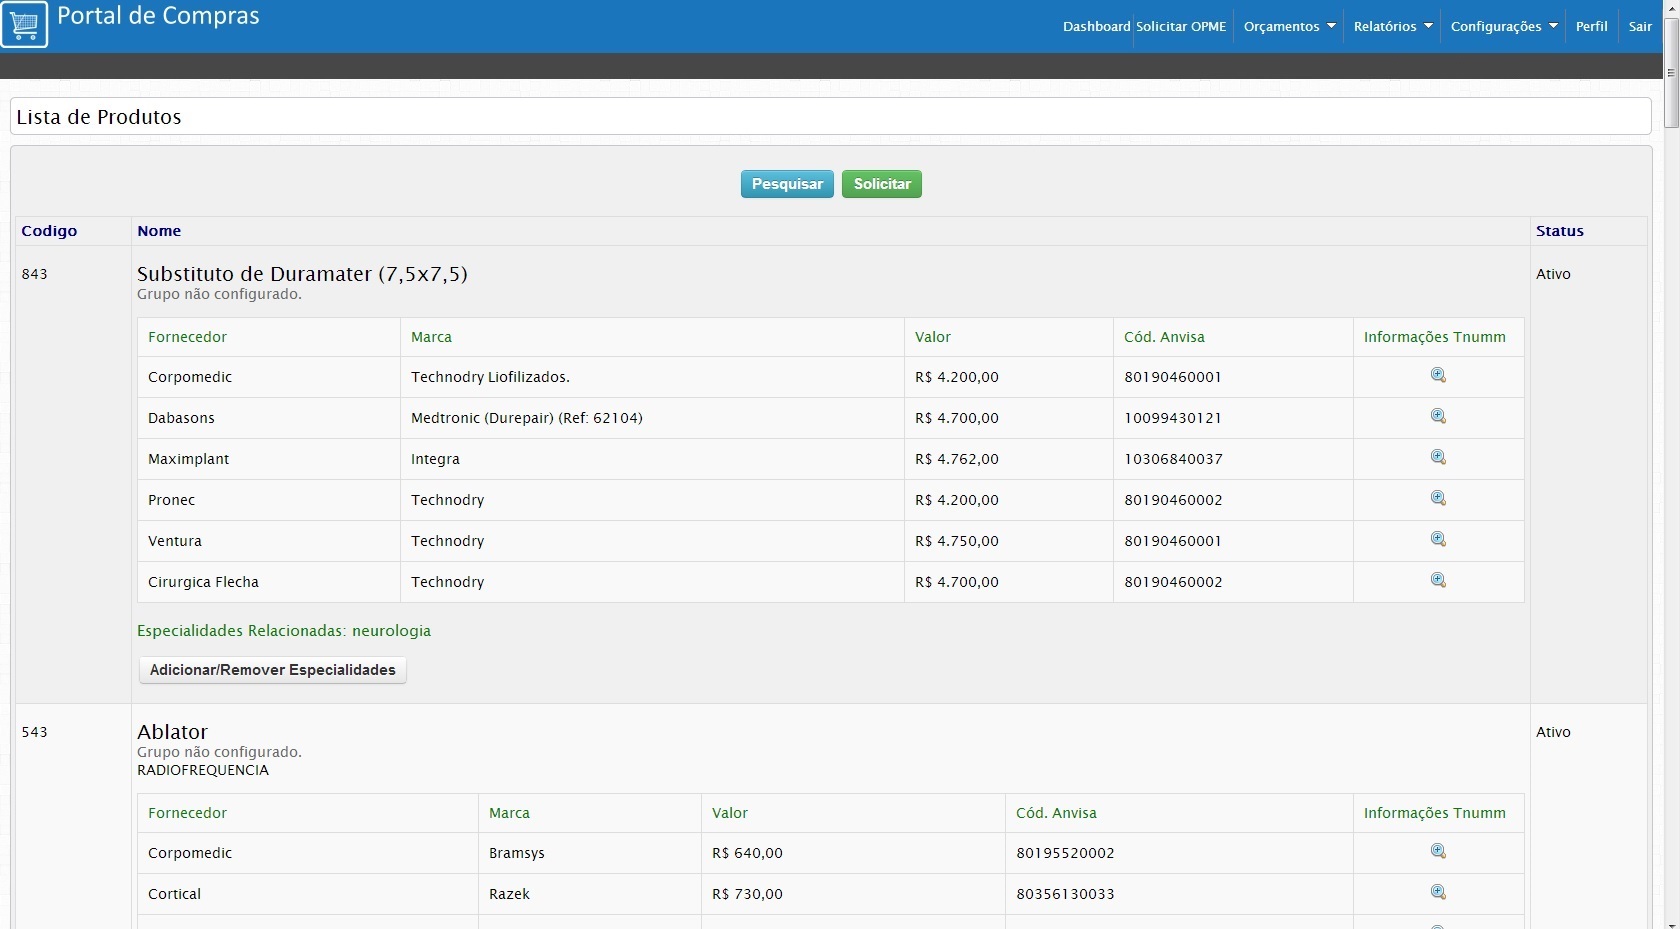 Portal de Compras
Dashboard Solicitar OPME Orçamentos Relatórios Configurações Perfil Sair
Lista de Produtos
Pesquisar Solicitar
Codigo Nome Status
843 Substituto de Duramater (7,5x7,5) Ativo
Grupo não configurado.
Fornecedor Marca Valor Cód. Anvisa Informações Tnumm
Corpomedic Technodry Liofilizados. R$ 4.200,00 80190460001
Dabasons Medtronic (Durepair) (Ref: 62104) R$ 4.700,00 10099430121
Maximplant Integra R$ 4.762,00 10306840037
Pronec Technodry R$ 4.200,00 80190460002
Ventura Technodry R$ 4.750,00 80190460001
Cirurgica Flecha Technodry R$ 4.700,00 80190460002
Especialidades Relacionadas: neurologia
Adicionar/Remover Especialidades
543 Ablator Ativo
Grupo não configurado.
RADIOFREQUENCIA
Fornecedor Marca Valor Cód. Anvisa Informações Tnumm
Corpomedic Bramsys R$ 640,00 80195520002
Cortical Razek R$ 730,00 80356130033